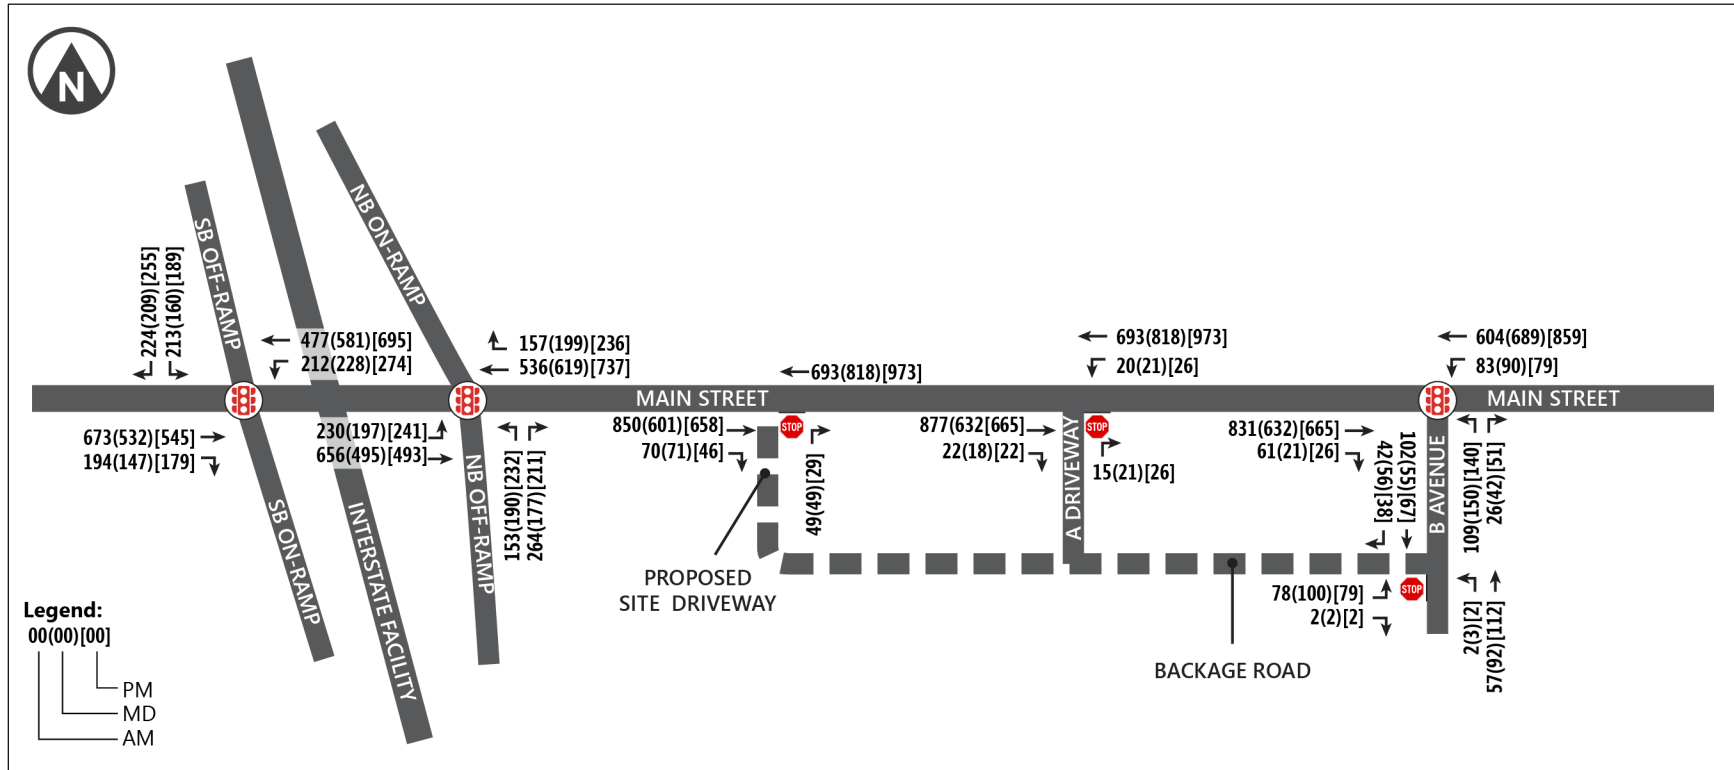 N
SB OFF-RAMP
NB ON-RAMP
224(209)[255]
213(160)[189]
477(581)[695]
212(228)[274]
157(199)[236]
536(619)[737]
693(818)[973]
693(818)[973]
20(21)[26]
604(689)[859]
83(90)[79]
MAIN STREET
MAIN STREET
673(532)[545]
194(147)[179]
230(197)[241]
656(495)[493]
153(190)[232]
264(177)[211]
850(601)[658]
70(71)[46]
STOP
49(49)[29]
877(632[665]
22(18)[22]
STOP
15(21)[26]
A DRIVEWAY
831(632)[665]
61(21)[26]
42(56)[38]
102(55)[67]
B AVENUE
109(150)[140]
26(42)[51]
SB ON-RAMP
INTERSTATE FACILITY
NB OFF-RAMP
PROPOSED
SITE DRIVEWAY
78(100)[79]
2(2)[2]
STOP
2(3)[2]
57(92)[112]
BACKAGE ROAD
Legend:
00(00)[00]
PM
MD
AM